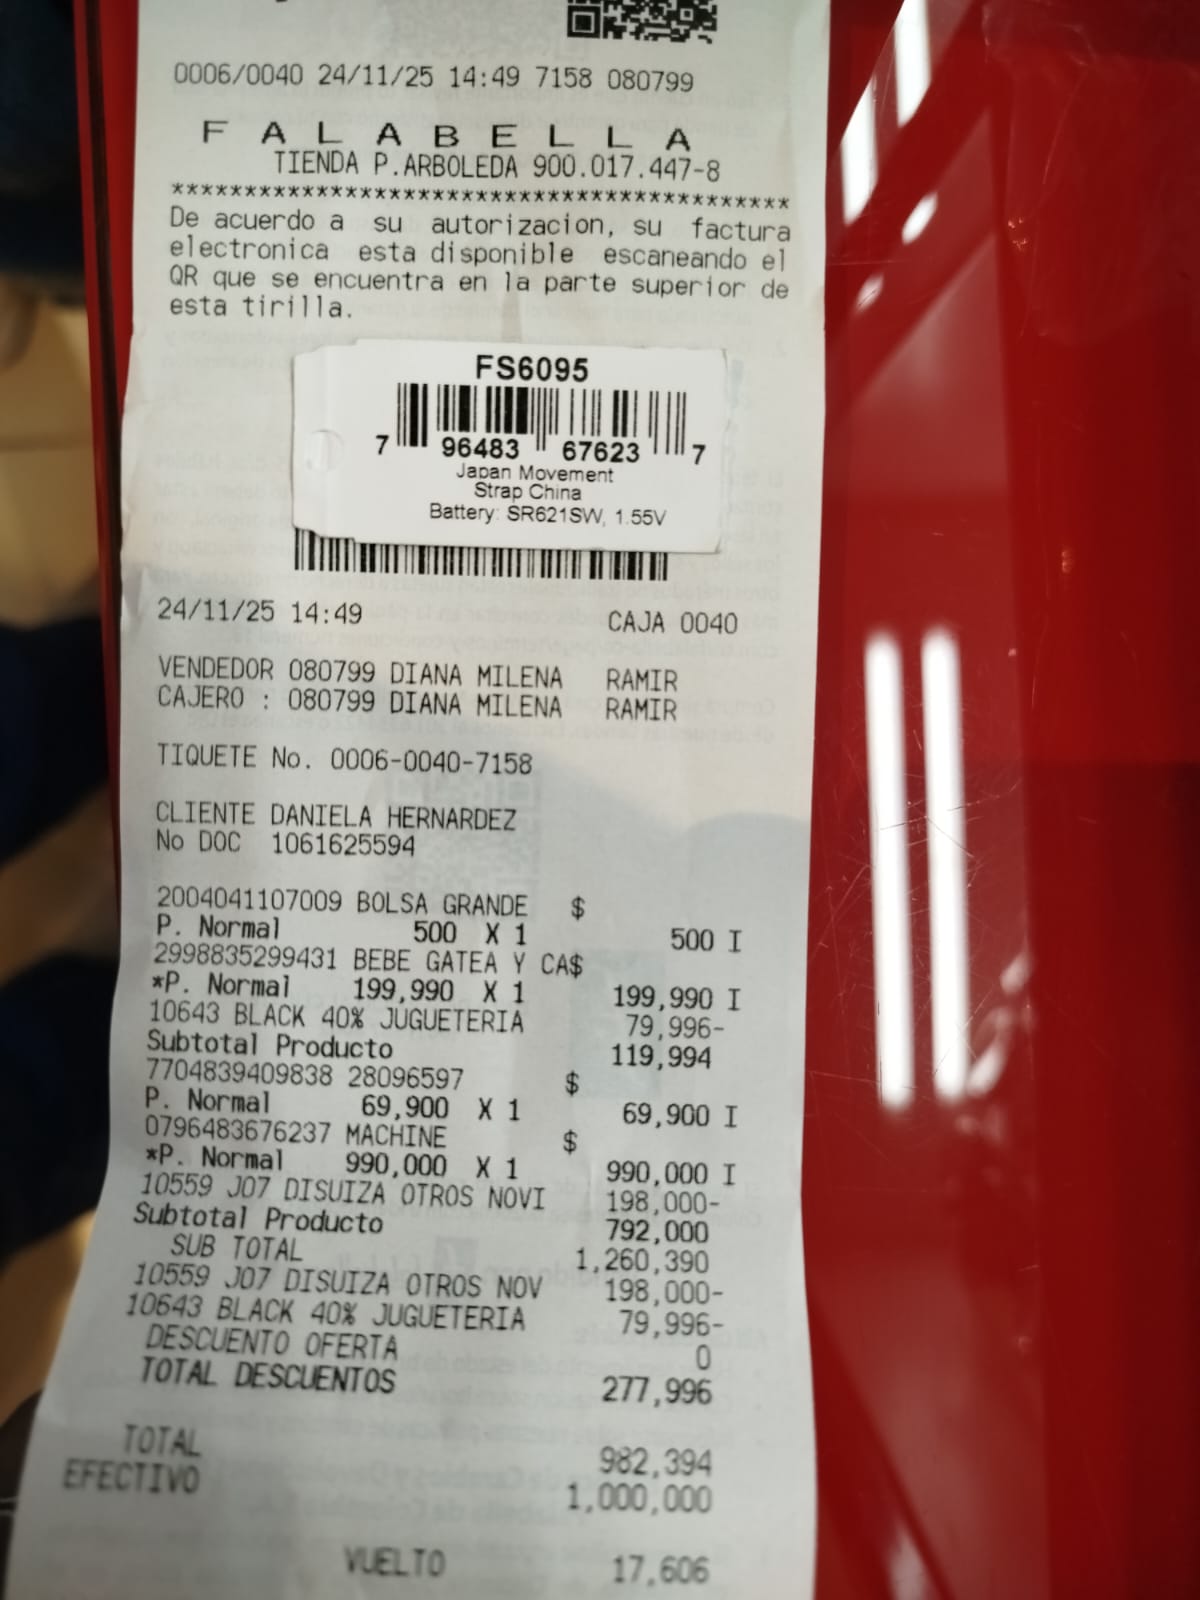 0006/0040 24/11/25 14:49 7158 080799
F A L A B E L L A
TIENDA P.ARBOLEDA 900.017.447-8
******************************************
De acuerdo a su autorizacion, su factura
electronica esta disponible escaneando el
QR que se encuentra en la parte superior de
esta tirilla.
FS6095
7 96483 67623 7
Japan Movement
Strap China
Battery: SR621SW, 1.55V
24/11/25 14:49 CAJA 0040
VENDEDOR 080799 DIANA MILENA RAMIR
CAJERO : 080799 DIANA MILENA RAMIR
TIQUETE No. 0006-0040-7158
CLIENTE DANIELA HERNARDEZ
No DOC 1061625594
2004041107009 BOLSA GRANDE $
P. Normal 500 X 1 500 I
2998835299431 BEBE GATEA Y CA$
*P. Normal 199,990 X 1 199,990 I
10643 BLACK 40% JUGUETERIA 79,996-
Subtotal Producto 119,994
7704839409838 28096597 $
P. Normal 69,900 X 1 69,900 I
0796483676237 MACHINE $
*P. Normal 990,000 X 1 990,000 I
10559 J07 DISUIZA OTROS NOVI 198,000-
Subtotal Producto 792,000
SUB TOTAL 1,260,390
10559 J07 DISUIZA OTROS NOV 198,000-
10643 BLACK 40% JUGUETERIA 79,996-
DESCUENTO OFERTA 0
TOTAL DESCUENTOS 277,996
TOTAL 982,394
EFECTIVO 1,000,000
VUELTO 17,606